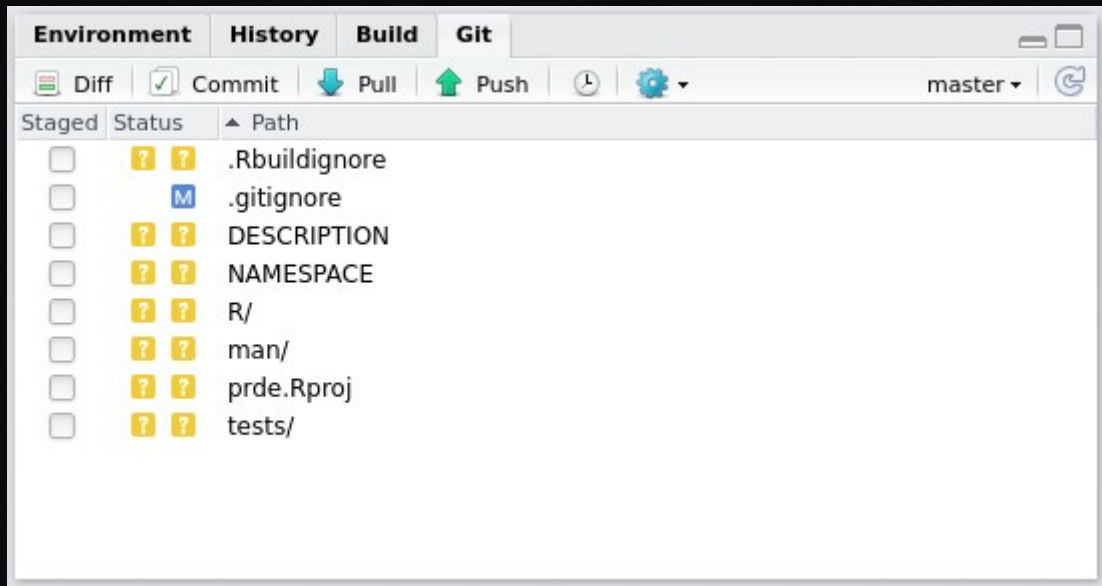 Environment History Build Git
Diff Commit Pull Push master
Staged Status Path
? ? .Rbuildignore
M .gitignore
? ? DESCRIPTION
? ? NAMESPACE
? ? R/
? ? man/
? ? prde.Rproj
? ? tests/